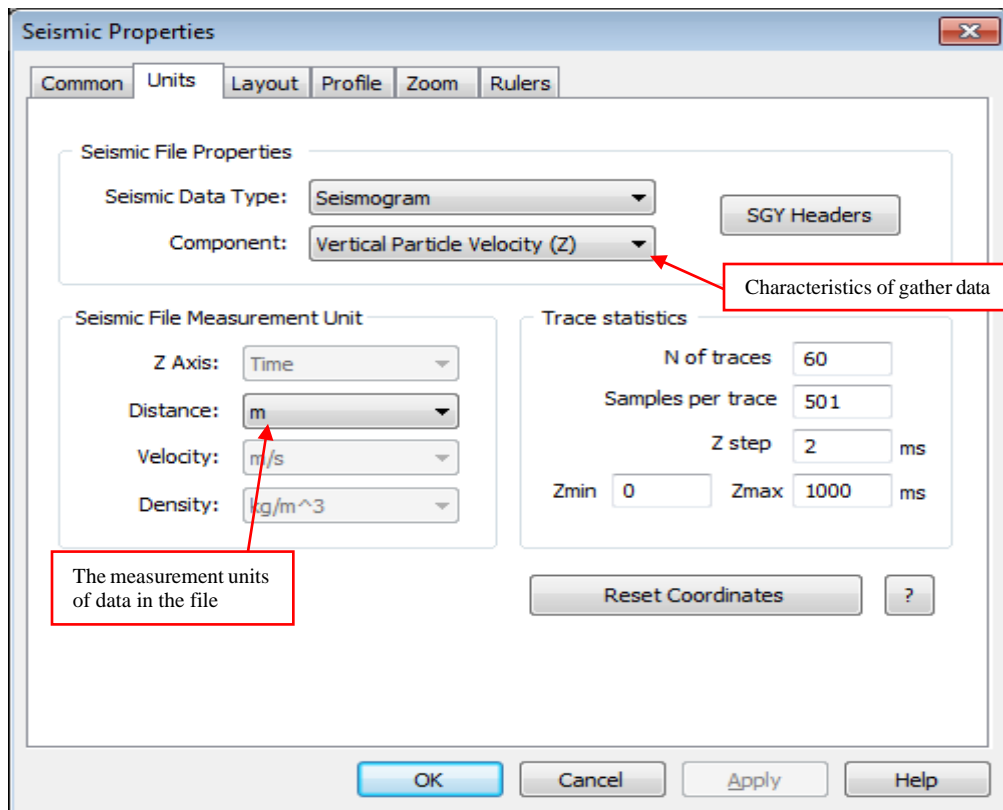 Seismic Properties
Common Units Layout Profile Zoom Rulers
Seismic File Properties
Seismic Data Type: Seismogram
SGY Headers
Component: Vertical Particle Velocity (Z)
Characteristics of gather data
Seismic File Measurement Unit
Z Axis: Time
Distance: m
Velocity: m/s
Density: kg/m^3
The measurement units
of data in the file
Trace statistics
N of traces 60
Samples per trace 501
Z step 2 ms
Zmin 0 Zmax 1000 ms
Reset Coordinates ?
OK Cancel Apply Help